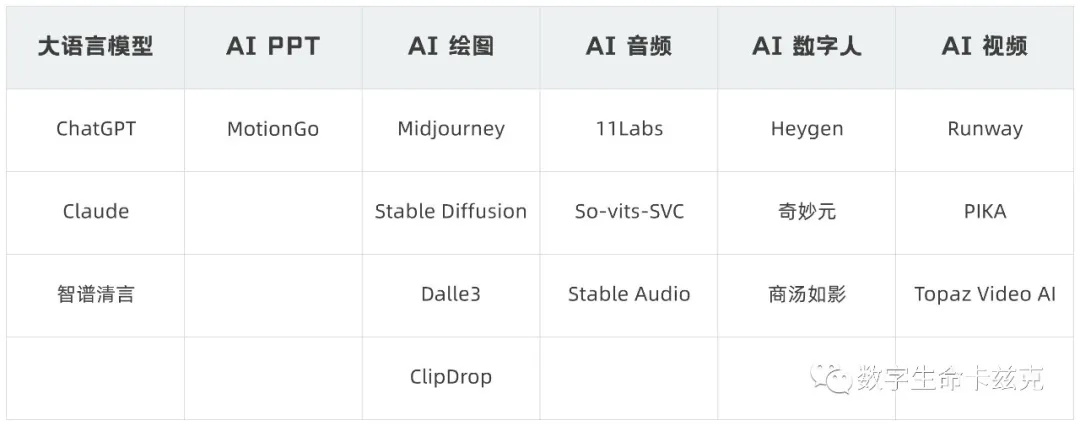 大语言模型 AI PPT AI 绘图 AI 音频 AI 数字人 AI 视频
ChatGPT MotionGo Midjourney 11Labs Heygen Runway
Claude Stable Diffusion So-vits-SVC 奇妙元 PIKA
智谱清言 Dalle3 Stable Audio 商汤如影 Topaz Video AI
ClipDrop
数字生命卡兹克